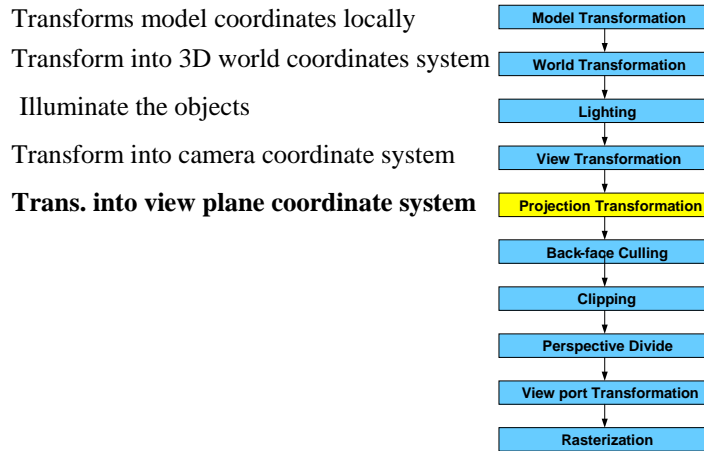 Transforms model coordinates locally
Model Transformation
Transform into 3D world coordinates system
World Transformation
Illuminate the objects
Lighting
Transform into camera coordinate system
View Transformation
Trans. into view plane coordinate system
Projection Transformation
Back-face Culling
Clipping
Perspective Divide
View port Transformation
Rasterization